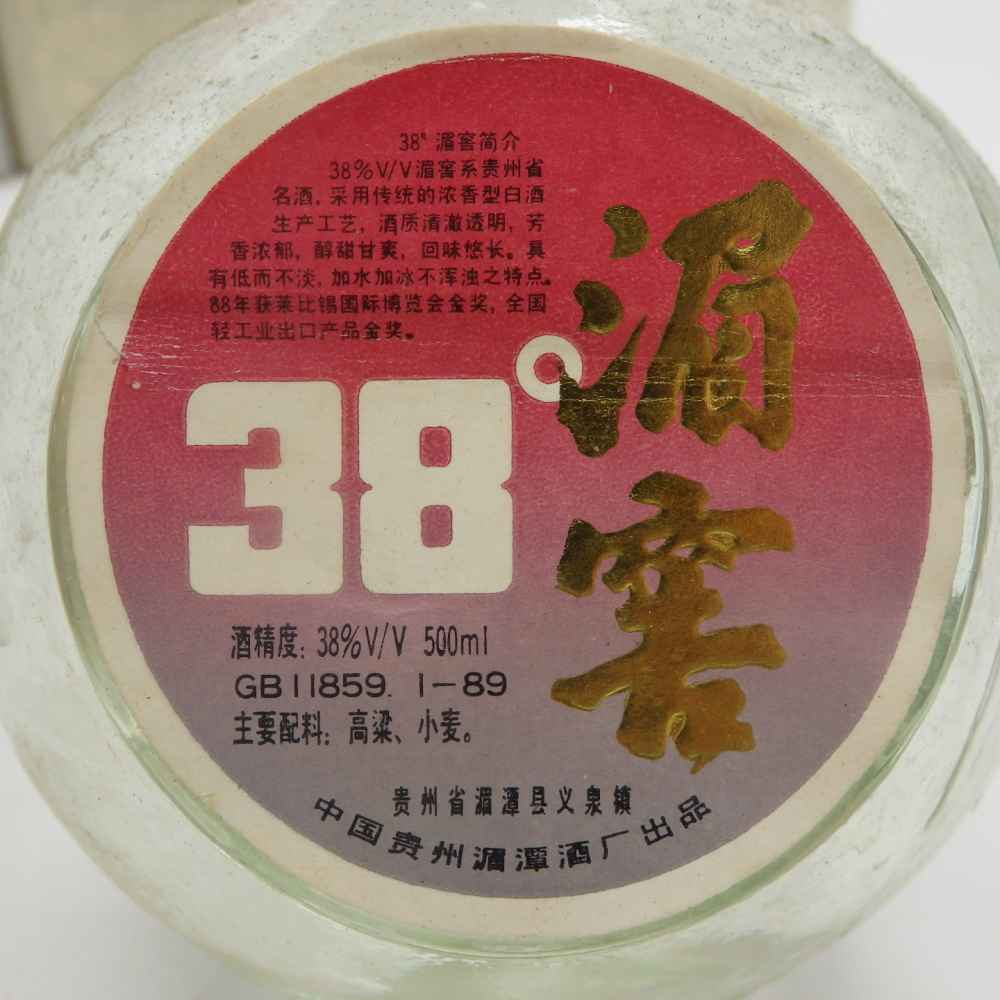 38°湄窖简介
38%V/V湄窖系贵州省
名酒,采用传统的浓香型白酒
生产工艺,酒质清澈透明,芳
香浓郁,醇甜甘爽,回味悠长。具
有低而不淡,加水加冰不浑浊之特点。
88年获莱比锡國际博览会金奖,全国
轻工业出口产品金奖。
38°
湄窖
酒精度:38%V/V 500ml
GB11859.1-89
主要配料:高粱、小麦。
贵州省湄潭县义泉镇
中国贵州湄潭酒厂出品